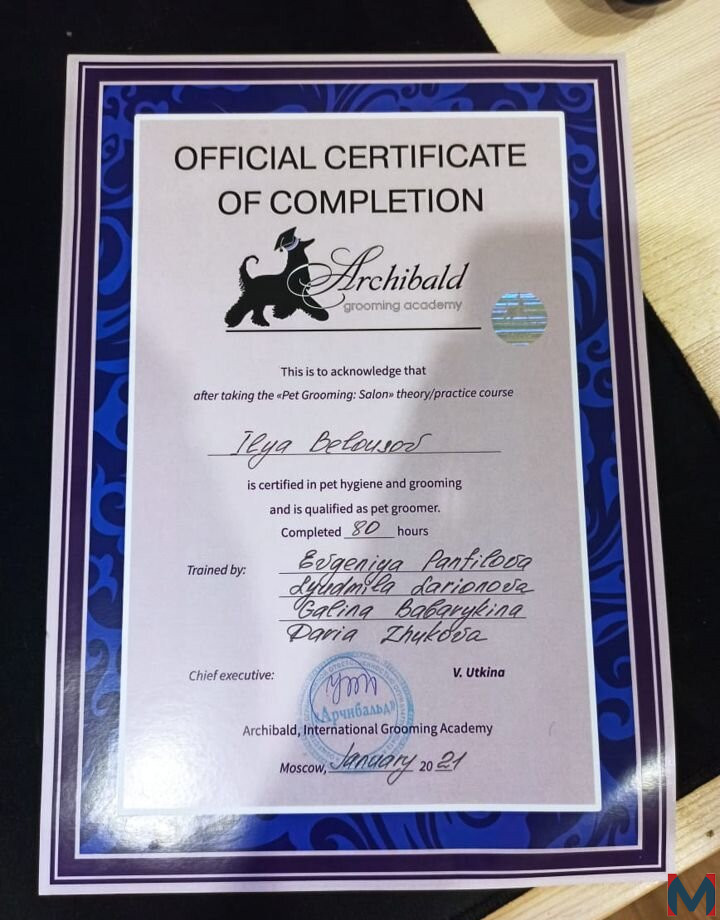 OFFICIAL CERTIFICATE
OF COMPLETION
Archibald
grooming academy
This is to acknowledge that
after taking the «Pet Grooming: Salon» theory/practice course
Ilya Belousov
is certified in pet hygiene and grooming
and is qualified as pet groomer.
Completed 80 hours
Trained by: Evgeniya Panfilova
Lyudmila Larionova
Galina Babarykina
Daria Zhukova
Chief executive: V. Utkina
«Арчибальд»
Archibald, International Grooming Academy
Moscow, January 2021
M